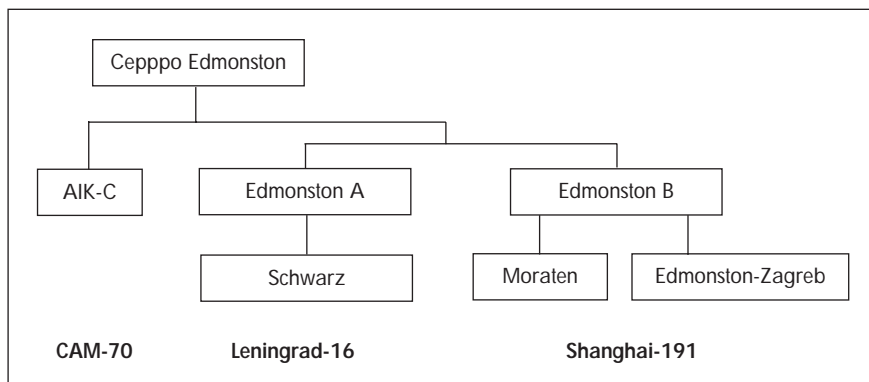 Cepppo Edmonston
AIK-C
Edmonston A
Edmonston B
Schwarz
Moraten
Edmonston-Zagreb
CAM-70
Leningrad-16
Shanghai-191